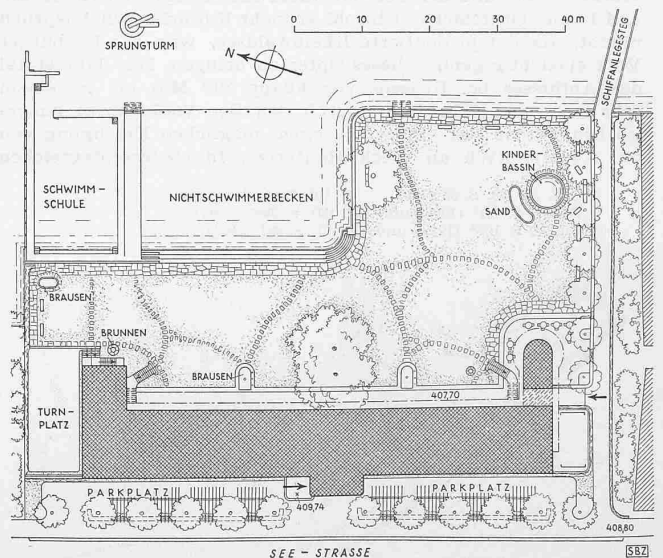 SPRUNGTURM
N
10
20
30
40 m
SCHIFFANLEGESTEG
SCHWIMM-
SCHULE
NICHTSCHWIMMERBECKEN
KINDER-
BASSIN
SAND
BRAUSEN
BRUNNEN
BRAUSEN
407,70
TURN-
PLATZ
PARKPLATZ
PARKPLATZ
409,74
408,80
SEE - STRASSE
SBZ